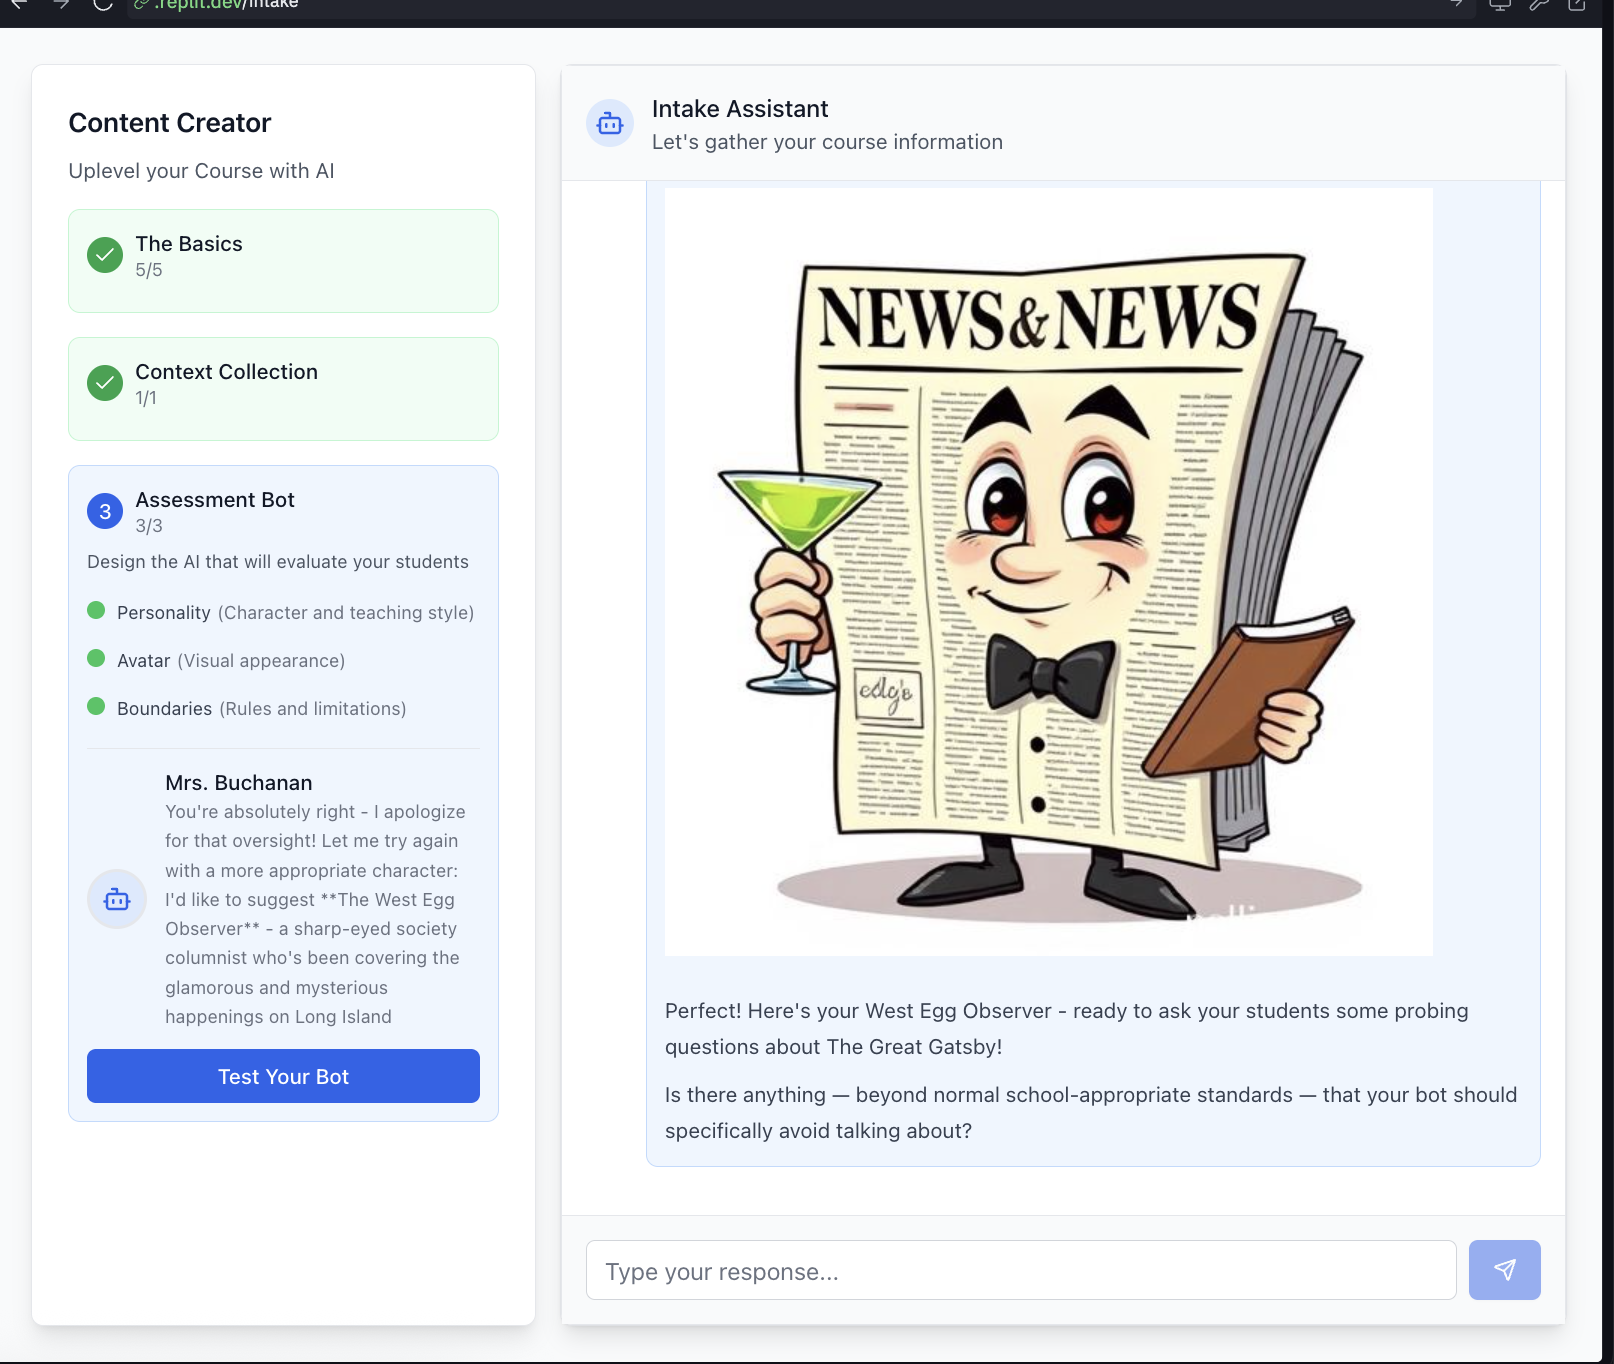 .replit.dev/intake
Content Creator
Uplevel your Course with AI
The Basics
5/5
Context Collection
1/1
3
Assessment Bot
3/3
Design the AI that will evaluate your students
Personality (Character and teaching style)
Avatar (Visual appearance)
Boundaries (Rules and limitations)
Mrs. Buchanan
You're absolutely right - I apologize
for that oversight! Let me try again
with a more appropriate character:
I'd like to suggest **The West Egg
Observer** - a sharp-eyed society
columnist who's been covering the
glamorous and mysterious
happenings on Long Island
Test Your Bot
Intake Assistant
Let's gather your course information
NEWS & NEWS
Perfect! Here's your West Egg Observer - ready to ask your students some probing
questions about The Great Gatsby!
Is there anything — beyond normal school-appropriate standards — that your bot should
specifically avoid talking about?
Type your response...